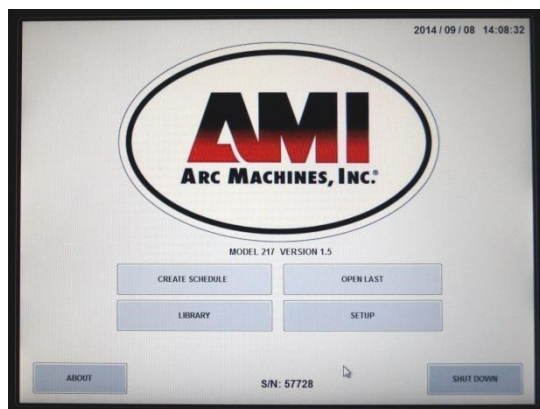 2014 / 09 / 08 14:08:32
AMI
ARC MACHINES, INC.®
MODEL 217 VERSION 1.5
CREATE SCHEDULE OPEN LAST
LIBRARY SETUP
ABOUT S/N: 57728 SHUT DOWN